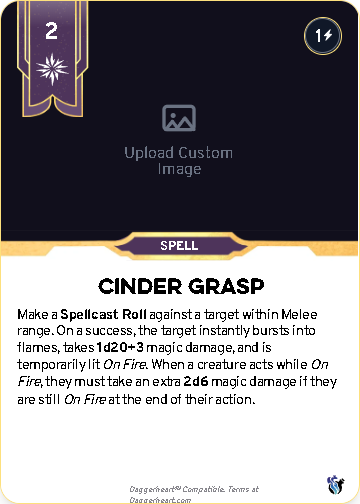 2
1
Upload Custom
Image
SPELL
CINDER GRASP
Make a Spellcast Roll against a target within Melee
range. On a success, the target instantly bursts into
flames, takes 1d20+3 magic damage, and is
temporarily lit On Fire. When a creature acts while On
Fire, they must take an extra 2d6 magic damage if they
are still On Fire at the end of their action.
Daggerheart℠ Compatible. Terms at
Daggerheart.com